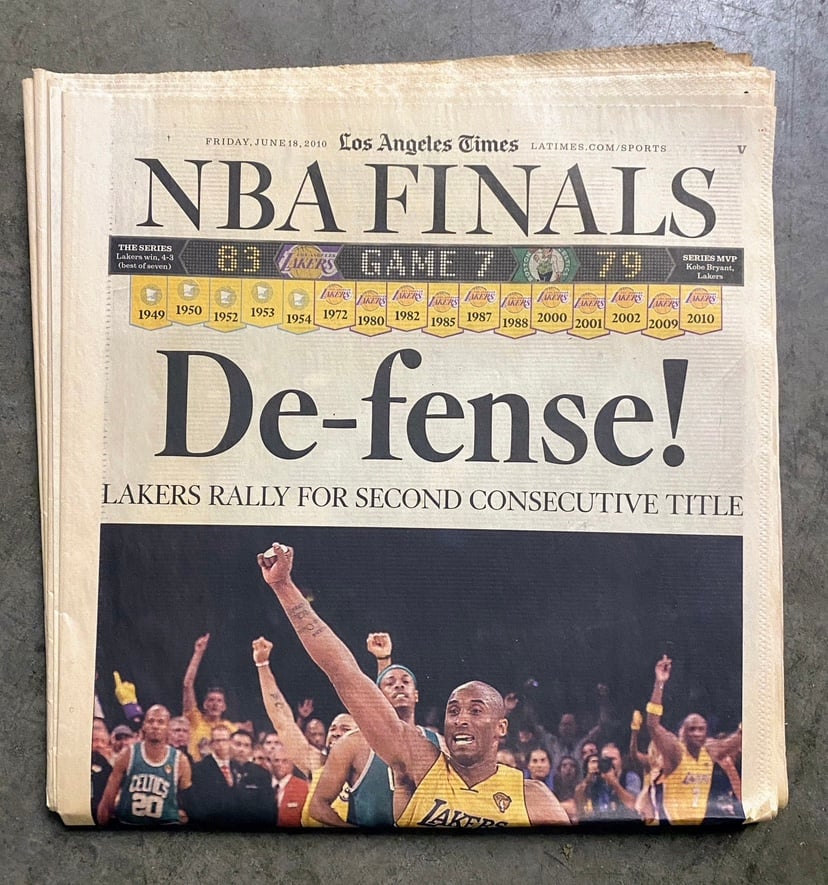 FRIDAY, JUNE 18, 2010 Los Angeles Times LATIMES.COM/SPORTS V
NBA FINALS
THE SERIES
Lakers win, 4-3
(best of seven)
83 LAKERS GAME 7 79
SERIES MVP
Kobe Bryant,
Lakers
LAKERS LAKERS LAKERS LAKERS LAKERS LAKERS LAKERS LAKERS LAKERS LAKERS LAKERS
1949 1950 1952 1953 1954 1972 1980 1982 1985 1987 1988 2000 2001 2002 2009 2010
De-fense!
LAKERS RALLY FOR SECOND CONSECUTIVE TITLE
CELTICS
20
LAKERS